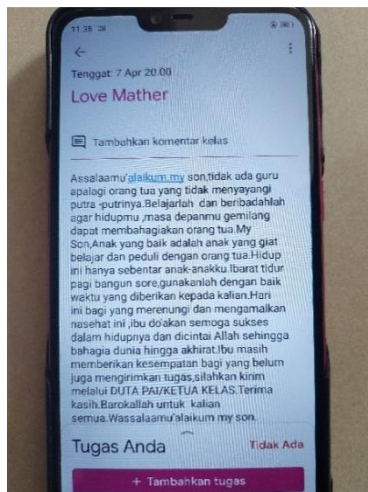 11.38
Tenggat: 7 Apr 20.00
Love Mather
Tambahkan komentar kelas
Assalaamu'alaikum.my son,tidak ada guru
apalagi orang tua yang tidak menyayangi
putra -putrinya.Belajarlah dan beribadahlah
agar hidupmu ,masa depanmu gemilang
dapat membahagiakan orang tua.My
Son,Anak yang baik adalah anak yang giat
belajar dan peduli dengan orang tua.Hidup
ini hanya sebentar anak-anakku.Ibarat tidur
pagi bangun sore,gunakanlah dengan baik
waktu yang diberikan kepada kalian.Hari
ini bagi yang merenungi dan mengamalkan
nasehat ini ,ibu do'akan semoga sukses
dalam hidupnya dan dicintai Allah sehingga
bahagia dunia hingga akhirat.Ibu masih
memberikan kesempatan bagi yang belum
juga mengirimkan tugas,silahkan kirim
melalui DUTA PAI/KETUA KELAS.Terima
kasih.Barokallah untuk kalian
semua.Wassalaamu'alaikum my son.
Tugas Anda
Tidak Ada
+ Tambahkan tugas